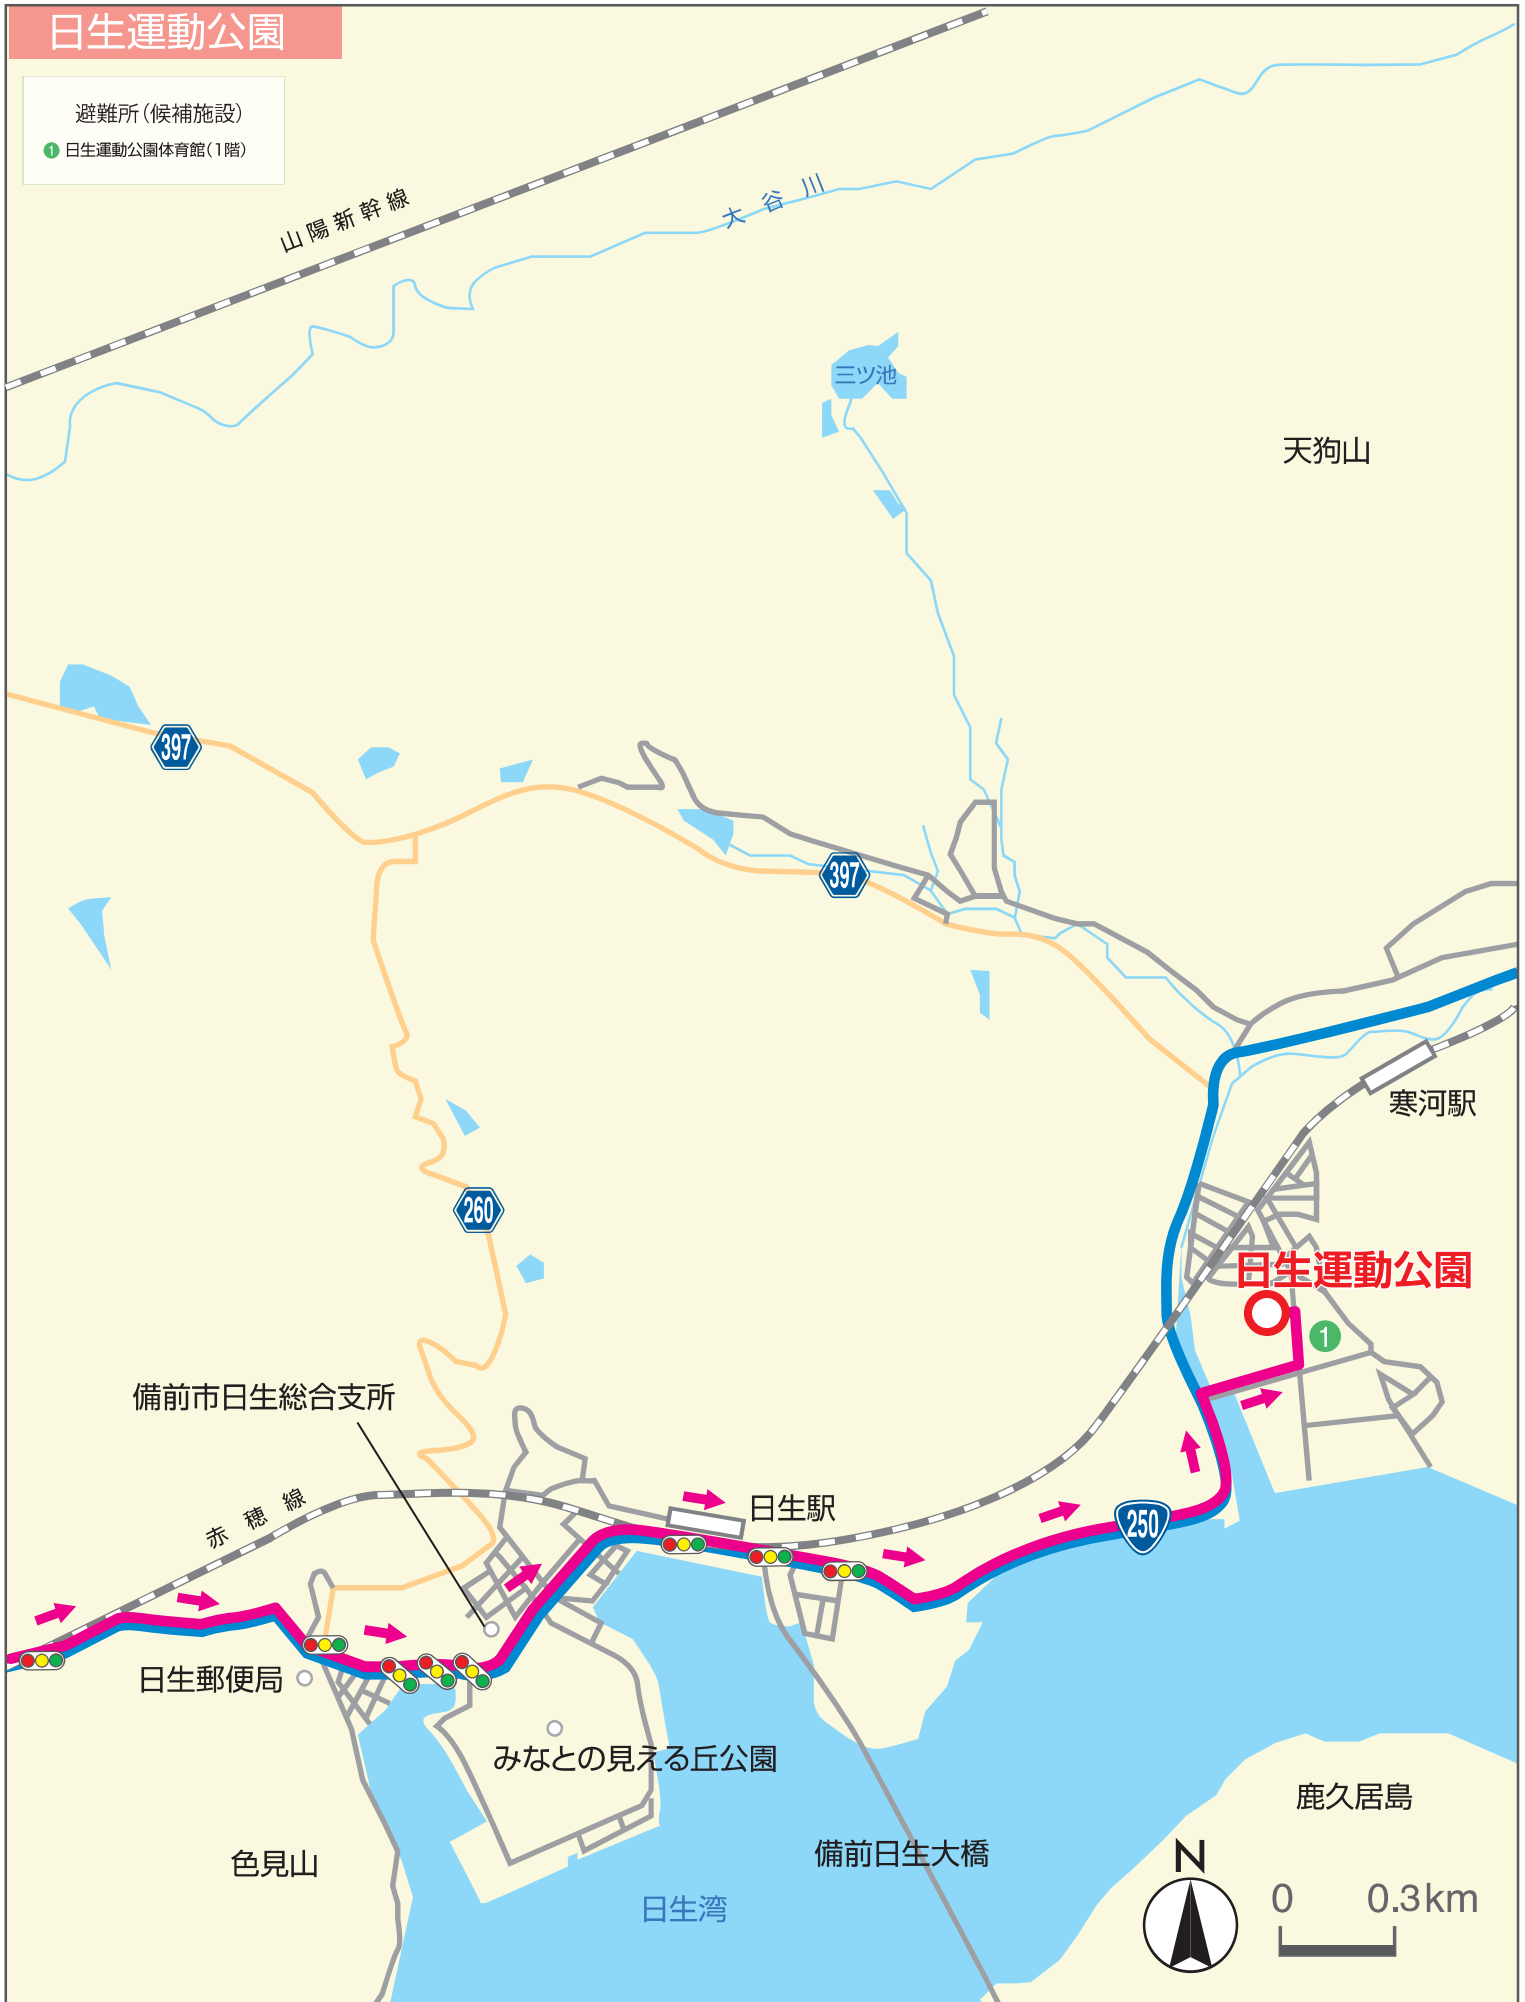 日生運動公園
避難所(候補施設)
1 日生運動公園体育館(1階)
山陽新幹線
大谷川
三ツ池
天狗山
397
397
寒河駅
260
日生運動公園
1
備前市日生総合支所
赤穂線
日生駅
250
日生郵便局
みなとの見える丘公園
鹿久居島
備前日生大橋
色見山
日生湾
N
0 0.3km